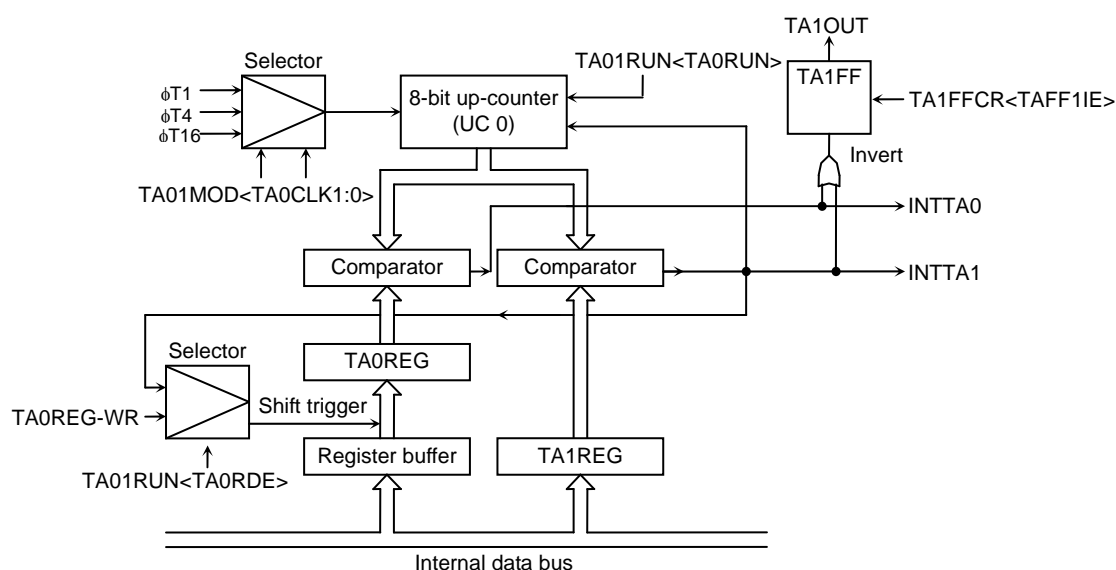 TA1OUT
Selector
TA01RUN<TA0RUN>
TA1FF
ϕT1
ϕT4
ϕT16
8-bit up-counter
(UC 0)
TA1FFCR<TAFF1IE>
Invert
TA01MOD<TA0CLK1:0>
INTTA0
Comparator
Comparator
INTTA1
Selector
TA0REG
TA0REG-WR
Shift trigger
Register buffer
TA1REG
TA01RUN<TA0RDE>
Internal data bus